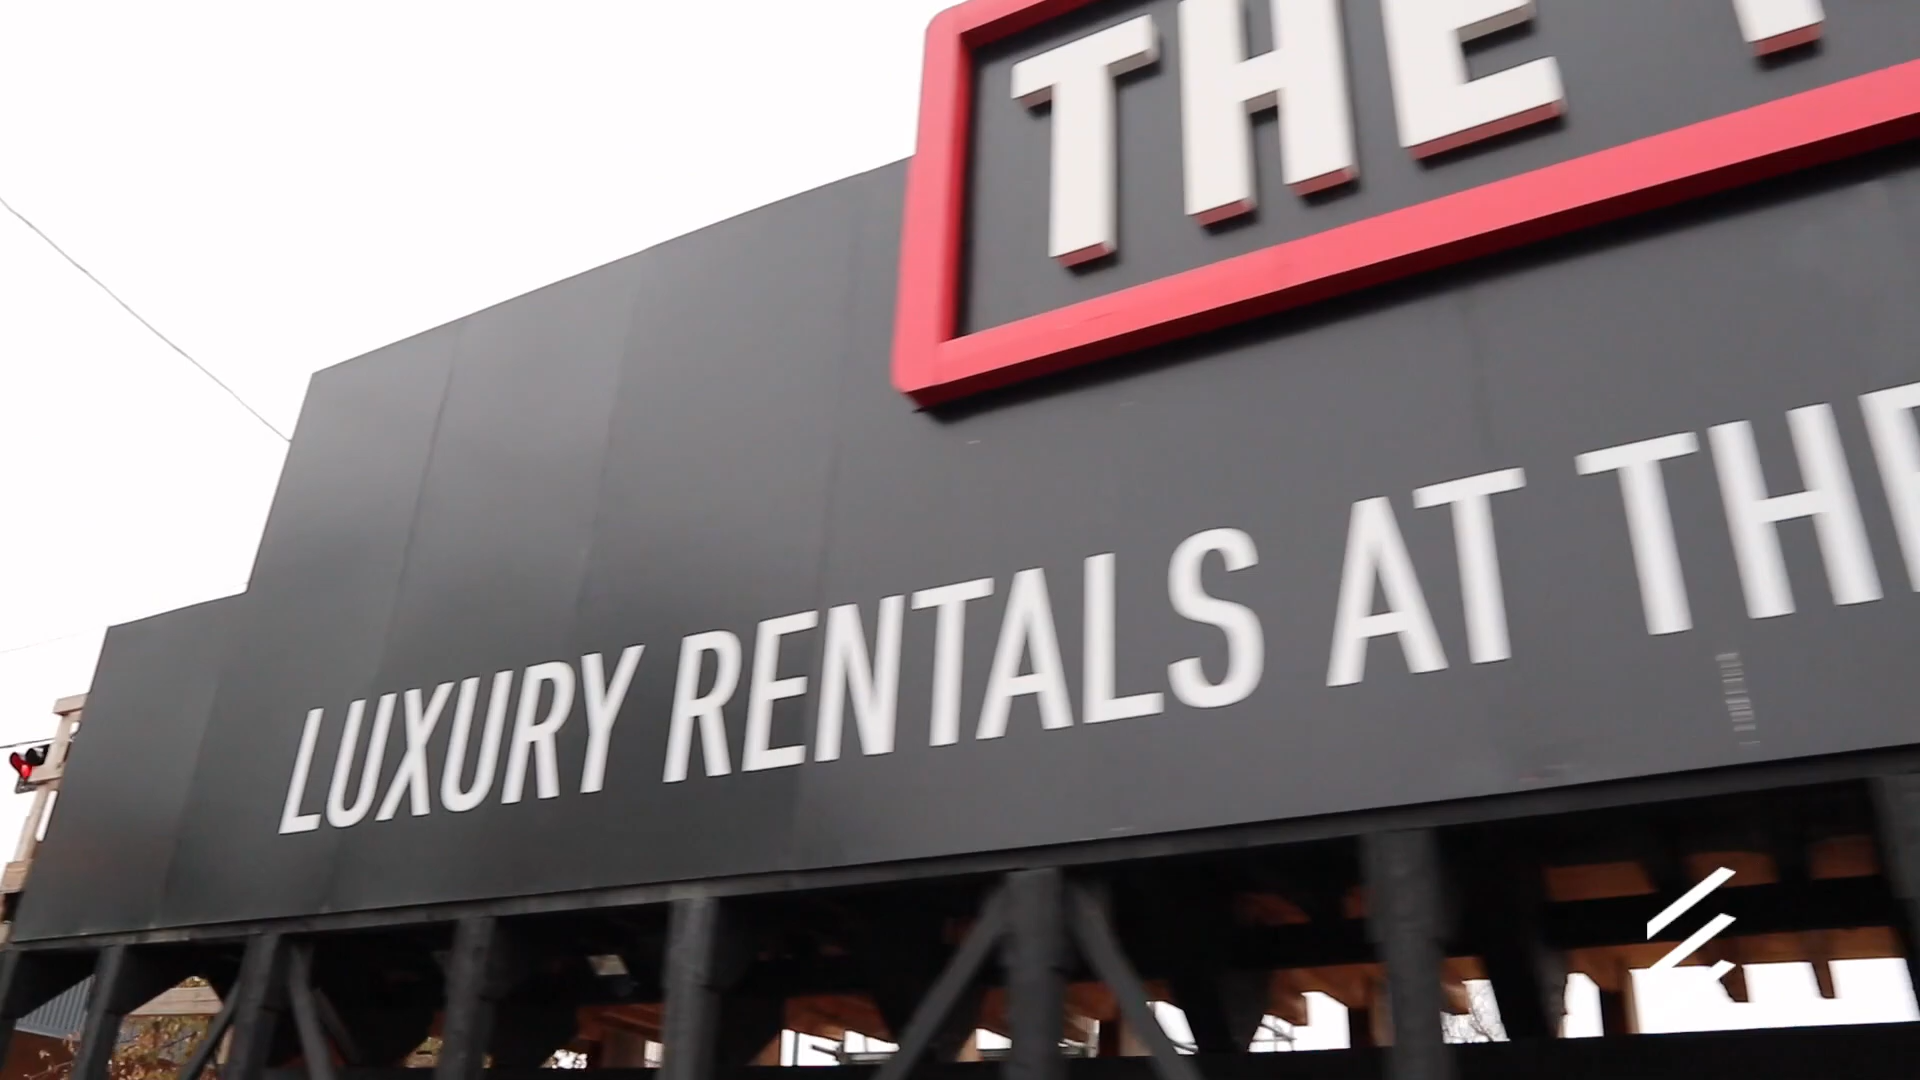 THE
LUXURY RENTALS AT THE